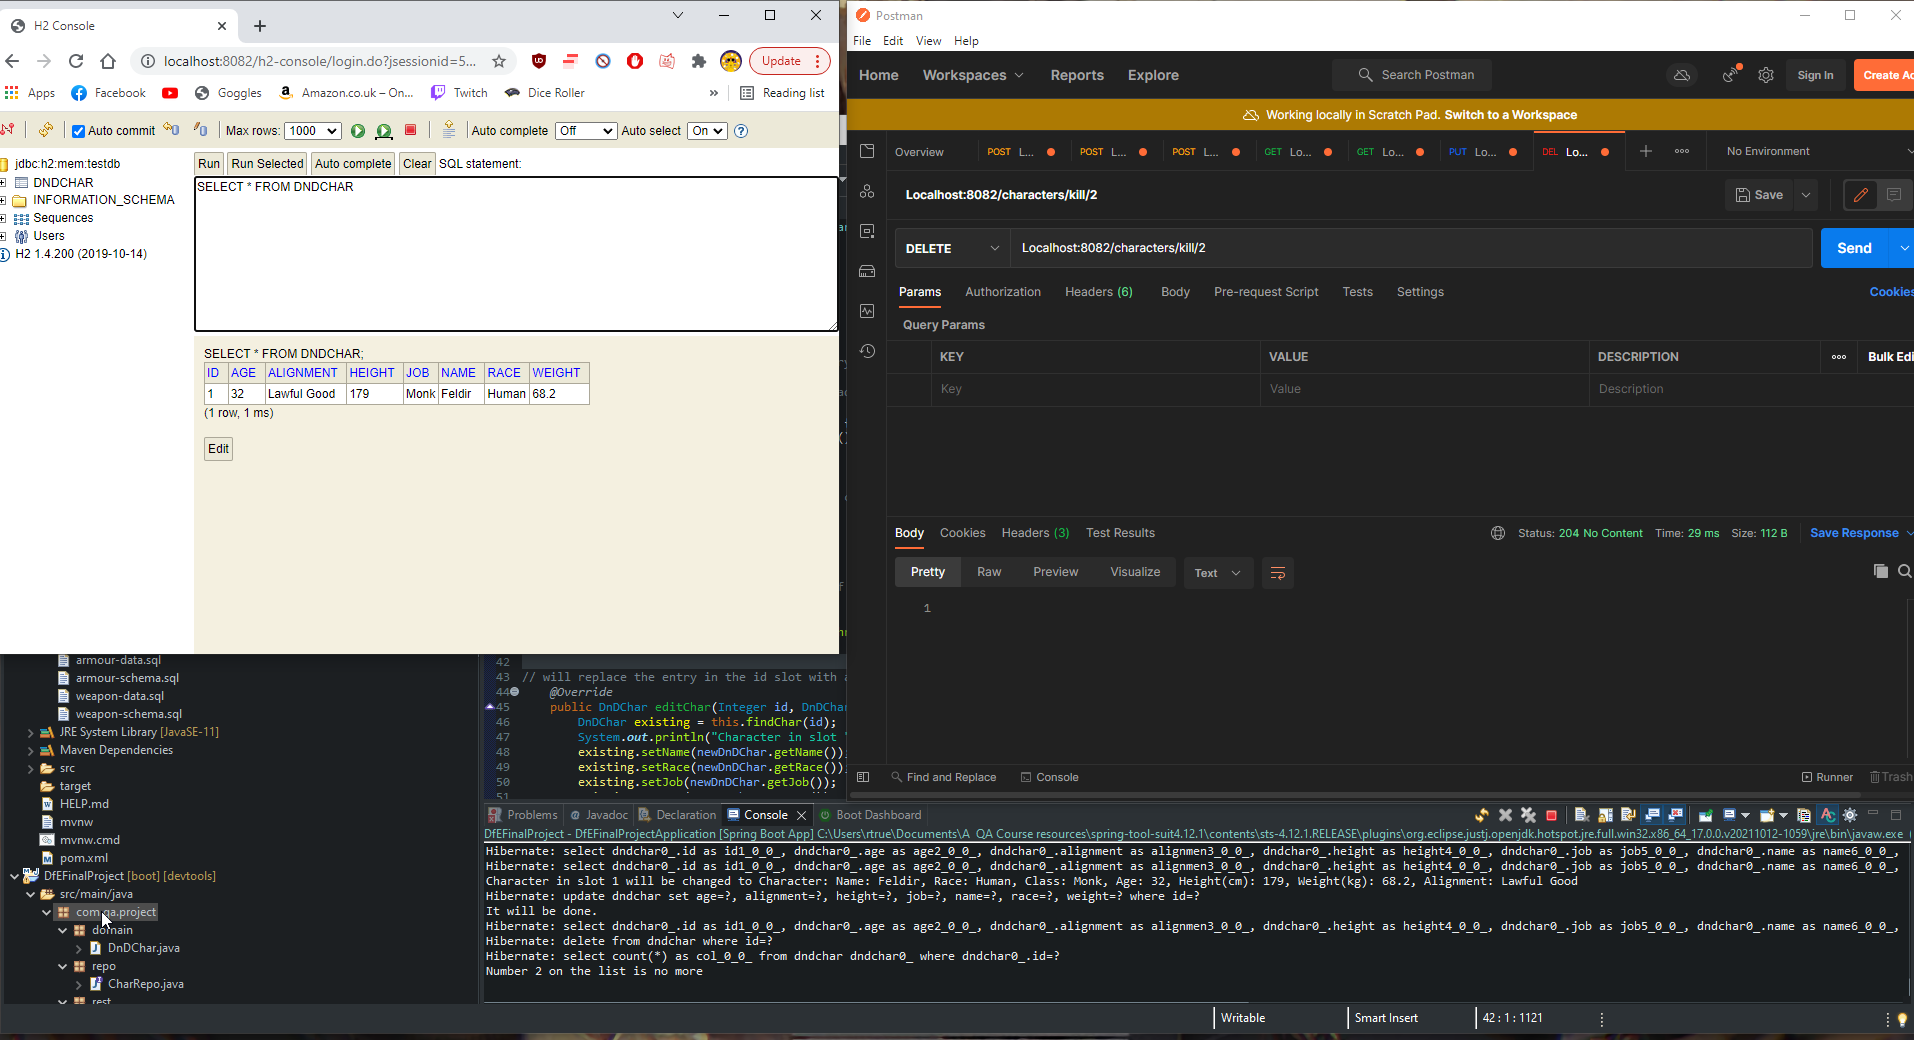 H2 Console
localhost:8082/h2-console/login.do?jsessionid=5...
Update
Apps Facebook Goggles Amazon.co.uk – On... Twitch Dice Roller » Reading list
Auto commit Max rows: 1000 Auto complete Off Auto select On
jdbc:h2:mem:testdb
DNDCHAR
INFORMATION_SCHEMA
Sequences
Users
H2 1.4.200 (2019-10-14)
Run Run Selected Auto complete Clear SQL statement:
SELECT * FROM DNDCHAR
SELECT * FROM DNDCHAR;
ID AGE ALIGNMENT HEIGHT JOB NAME RACE WEIGHT
1 32 Lawful Good 179 Monk Feldir Human 68.2
(1 row, 1 ms)
Edit
Postman
File Edit View Help
Home Workspaces Reports Explore Search Postman Sign In
Working locally in Scratch Pad. Switch to a Workspace
Overview POST L... POST L... POST L... GET Lo... GET Lo... PUT Lo... DEL Lo... No Environment
Localhost:8082/characters/kill/2 Save
DELETE Localhost:8082/characters/kill/2 Send
Params Authorization Headers (6) Body Pre-request Script Tests Settings Cookies
Query Params
KEY VALUE DESCRIPTION Bulk Edi
Key Value Description
Body Cookies Headers (3) Test Results Status: 204 No Content Time: 29 ms Size: 112 B Save Response
Pretty Raw Preview Visualize Text
1
Find and Replace Console Runner Trash
armour-data.sql
armour-schema.sql
weapon-data.sql
weapon-schema.sql
JRE System Library [JavaSE-11]
Maven Dependencies
src
target
HELP.md
mvnw
mvnw.cmd
pom.xml
DfEFinalProject [boot] [devtools]
src/main/java
com.qa.project
domain
DnDChar.java
repo
CharRepo.java
rest
42
43 // will replace the entry in the id slot with a
44 @Override
45 public DnDChar editChar(Integer id, DnDChar
46 DnDChar existing = this.findChar(id);
47 System.out.println("Character in slot "
48 existing.setName(newDnDChar.getName());
49 existing.setRace(newDnDChar.getRace());
50 existing.setJob(newDnDChar.getJob());
51
Problems Javadoc Declaration Console Boot Dashboard
DfEFinalProject - DfEFinalProjectApplication [Spring Boot App] C:\Users\rtrue\Documents\A_QA Course resources\spring-tool-suit4.12.1\contents\sts-4.12.1.RELEASE\plugins\org.eclipse.justj.openjdk.hotspot.jre.full.win32.x86_64_17.0.0.v20211012-1059\jre\bin\javaw.exe
Hibernate: select dndchar0_.id as id1_0_0_, dndchar0_.age as age2_0_0_, dndchar0_.alignment as alignmen3_0_0_, dndchar0_.height as height4_0_0_, dndchar0_.job as job5_0_0_, dndchar0_.name as name6_0_0_,
Hibernate: select dndchar0_.id as id1_0_0_, dndchar0_.age as age2_0_0_, dndchar0_.alignment as alignmen3_0_0_, dndchar0_.height as height4_0_0_, dndchar0_.job as job5_0_0_, dndchar0_.name as name6_0_0_,
Character in slot 1 will be changed to Character: Name: Feldir, Race: Human, Class: Monk, Age: 32, Height(cm): 179, Weight(kg): 68.2, Alignment: Lawful Good
Hibernate: update dndchar set age=?, alignment=?, height=?, job=?, name=?, race=?, weight=? where id=?
It will be done.
Hibernate: select dndchar0_.id as id1_0_0_, dndchar0_.age as age2_0_0_, dndchar0_.alignment as alignmen3_0_0_, dndchar0_.height as height4_0_0_, dndchar0_.job as job5_0_0_, dndchar0_.name as name6_0_0_,
Hibernate: delete from dndchar where id=?
Hibernate: select count(*) as col_0_0_ from dndchar dndchar0_ where dndchar0_.id=?
Number 2 on the list is no more
Writable Smart Insert 42 : 1 : 1121